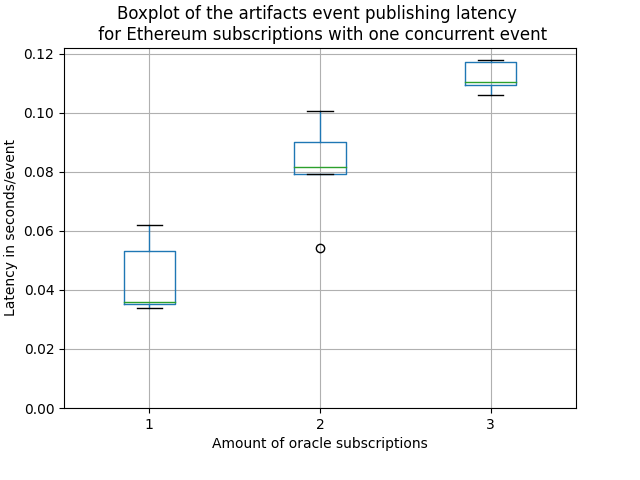 Boxplot of the artifacts event publishing latency
for Ethereum subscriptions with one concurrent event
0.12
0.10
0.08
0.06
0.04
0.02
0.00
Latency in seconds/event
1 2 3
Amount of oracle subscriptions